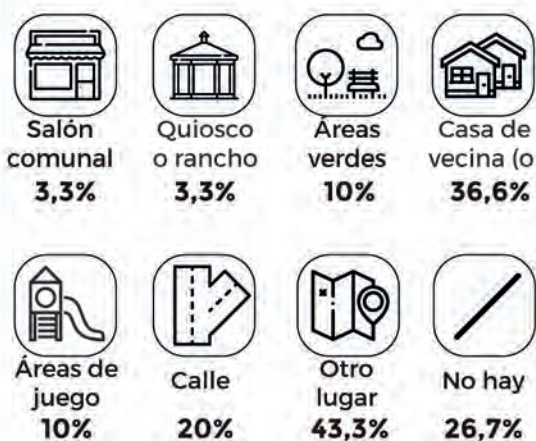 Salón
comunal
3,3%
Quiosco
o rancho
3,3%
Áreas
verdes
10%
Casa de
vecina (o
36,6%
Áreas de
juego
10%
Calle
20%
Otro
lugar
43,3%
No hay
26,7%